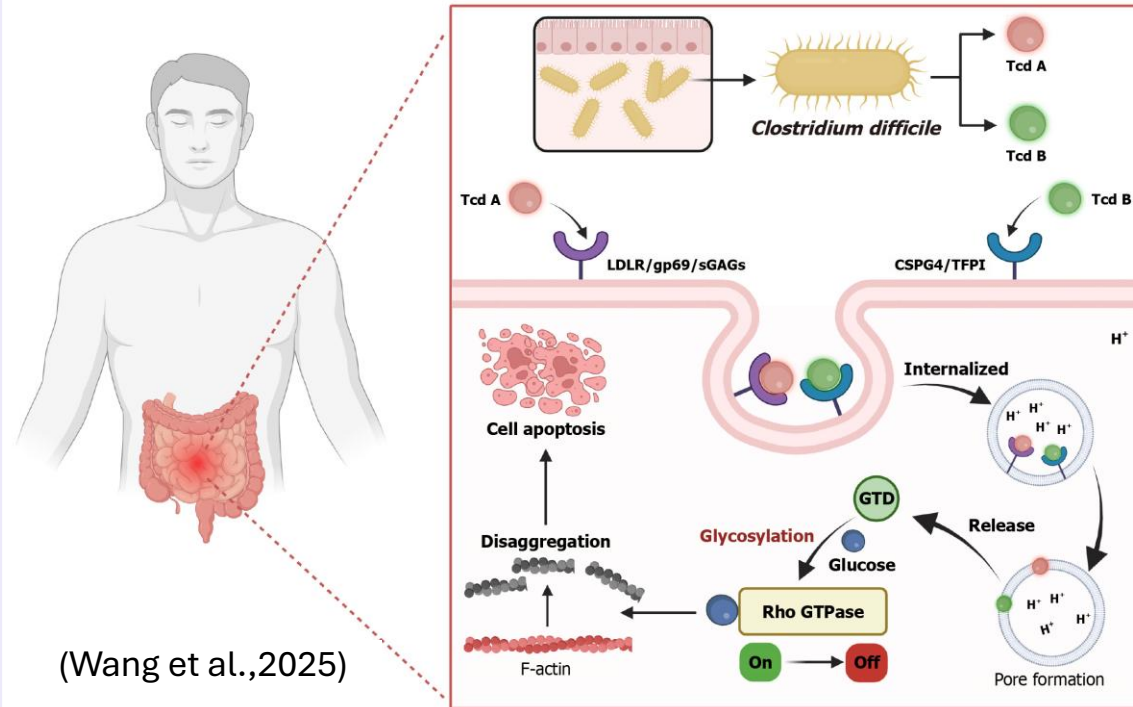 Tcd A
Clostridium difficile
Tcd B
Tcd A
Tcd B
LDLR/gp69/sGAGs
CSPG4/TFPI
H+
Internalized
H+
H+
H+
H+
H+
Cell apoptosis
GTD
Release
Glycosylation
Glucose
Disaggregation
Rho GTPase
H+
H+
H+
H+
F-actin
On
Off
Pore formation
(Wang et al.,2025)